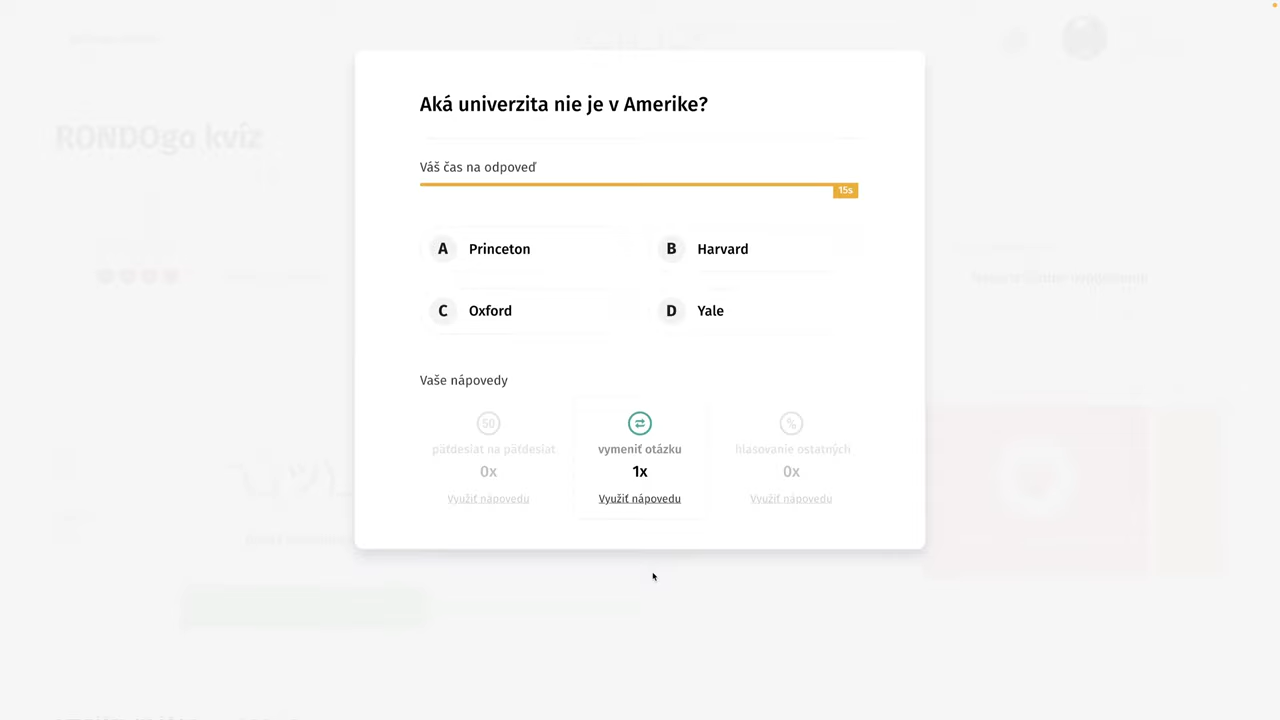 RONDOgo kvíz
Aká univerzita nie je v Amerike?
Váš čas na odpoveď
15s
A Princeton
B Harvard
C Oxford
D Yale
Vaše nápovedy
50
%
päťdesiat na päťdesiat
vymeniť otázku
hlasovanie ostatných
0x
1x
0x
Využiť nápovedu
Využiť nápovedu
Využiť nápovedu